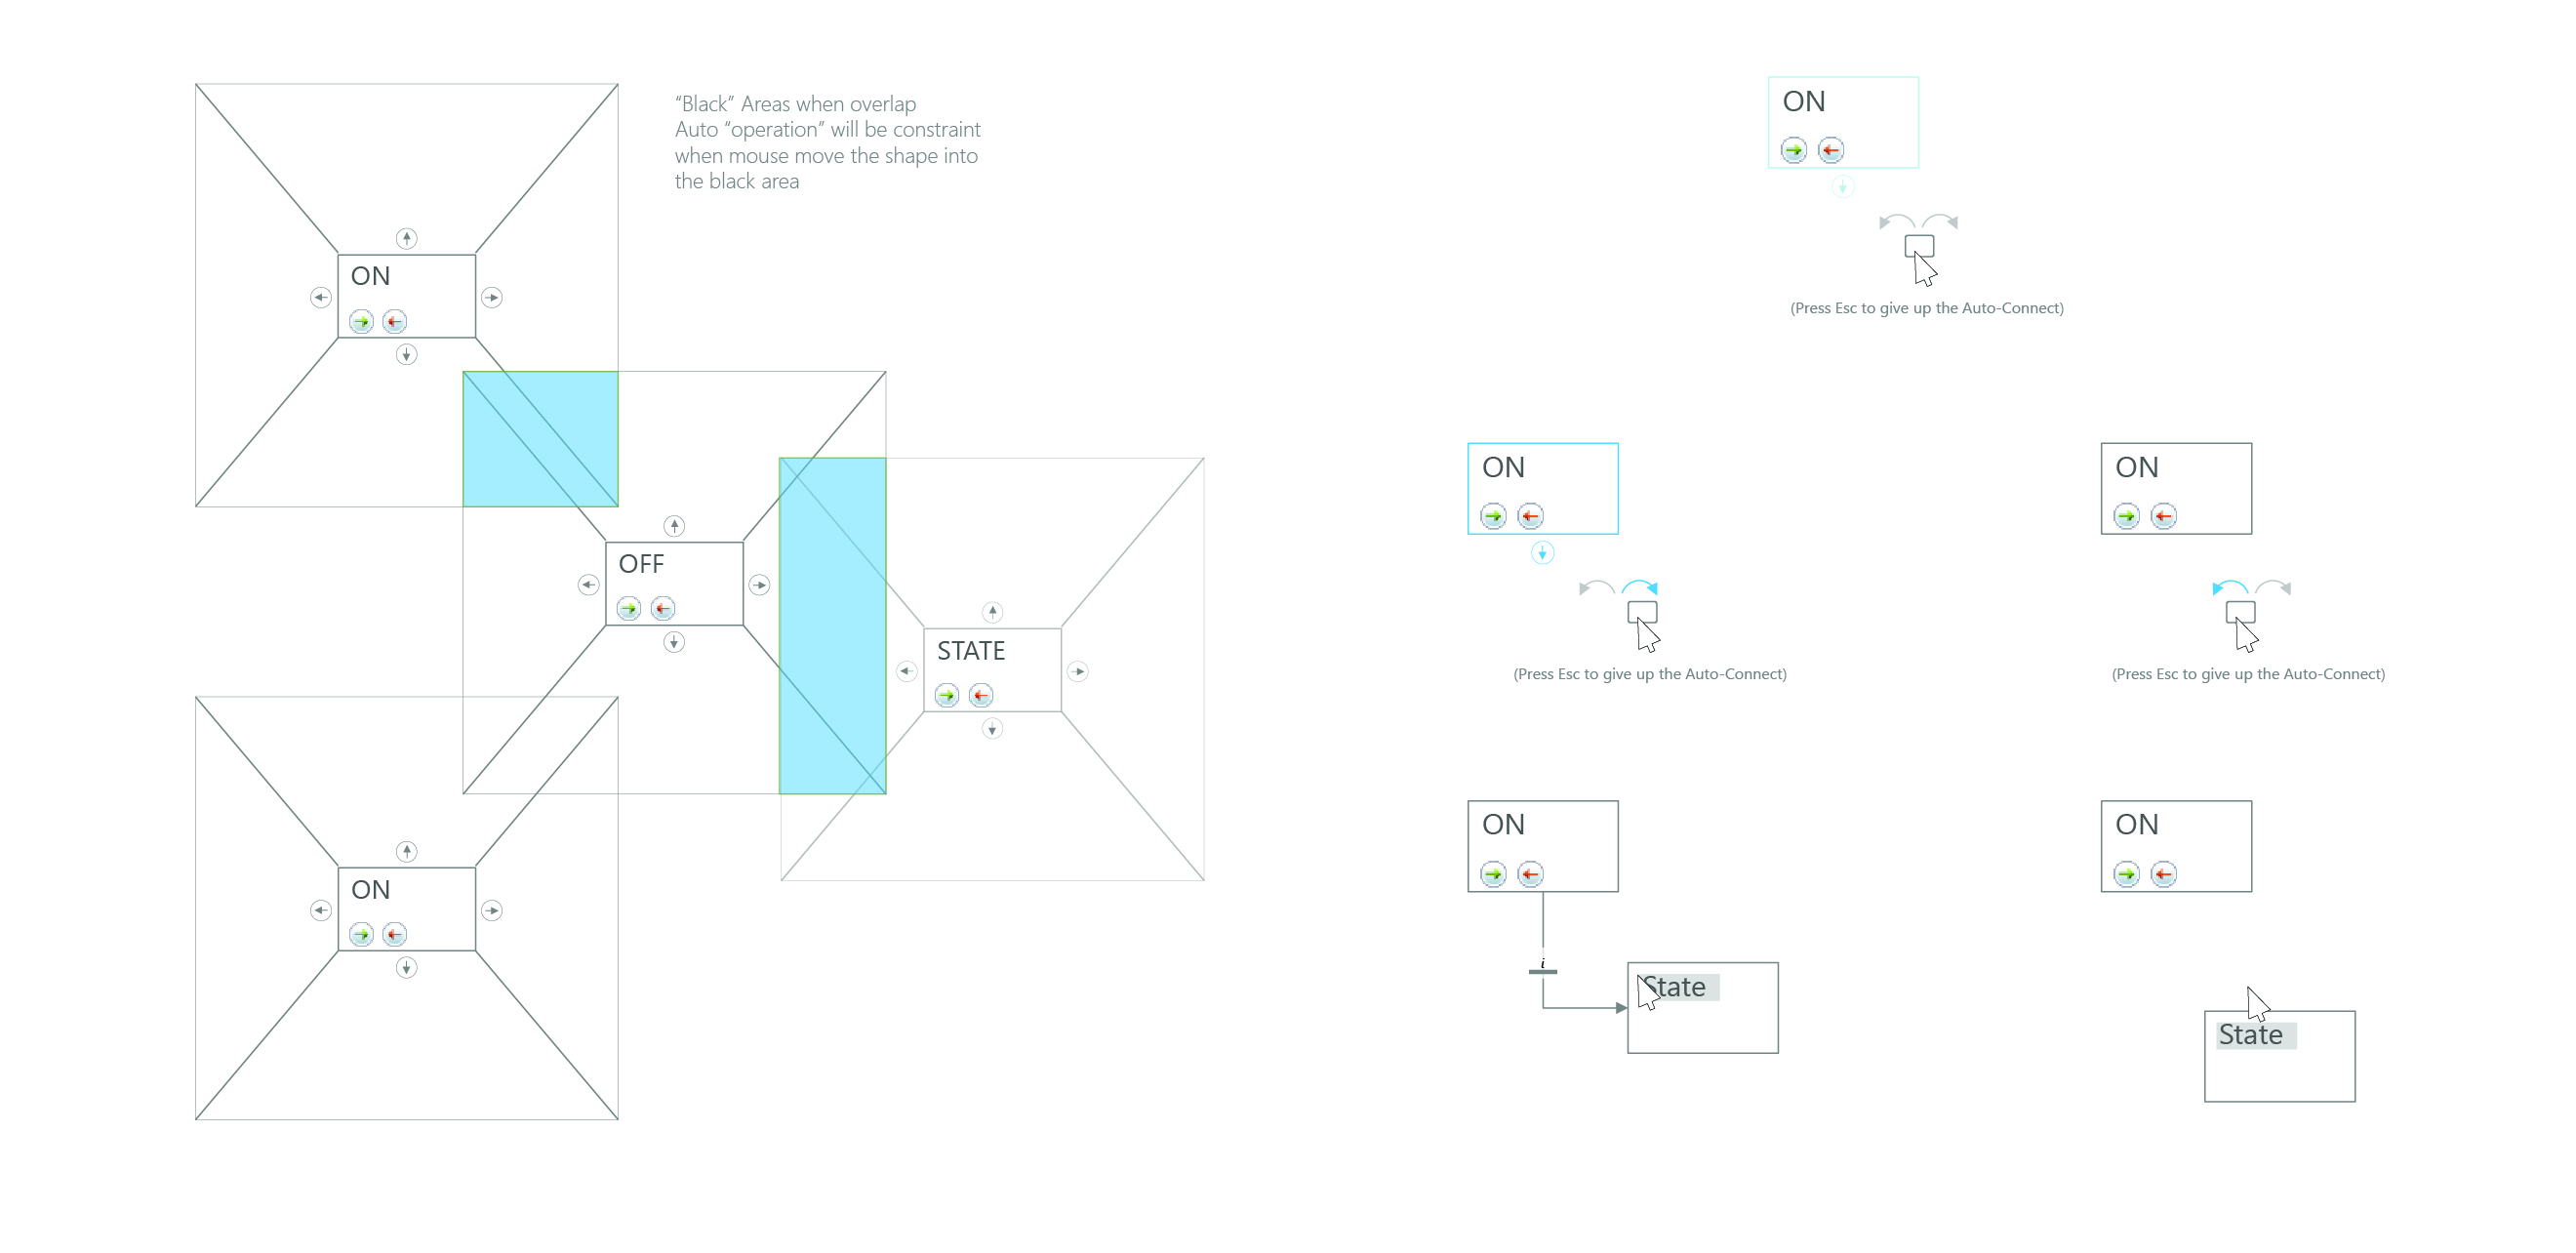 “Black” Areas when overlap
Auto “operation” will be constraint
when mouse move the shape into
the black area
ON
OFF
STATE
ON
ON
(Press Esc to give up the Auto-Connect)
ON
(Press Esc to give up the Auto-Connect)
ON
(Press Esc to give up the Auto-Connect)
ON
i
State
ON
State